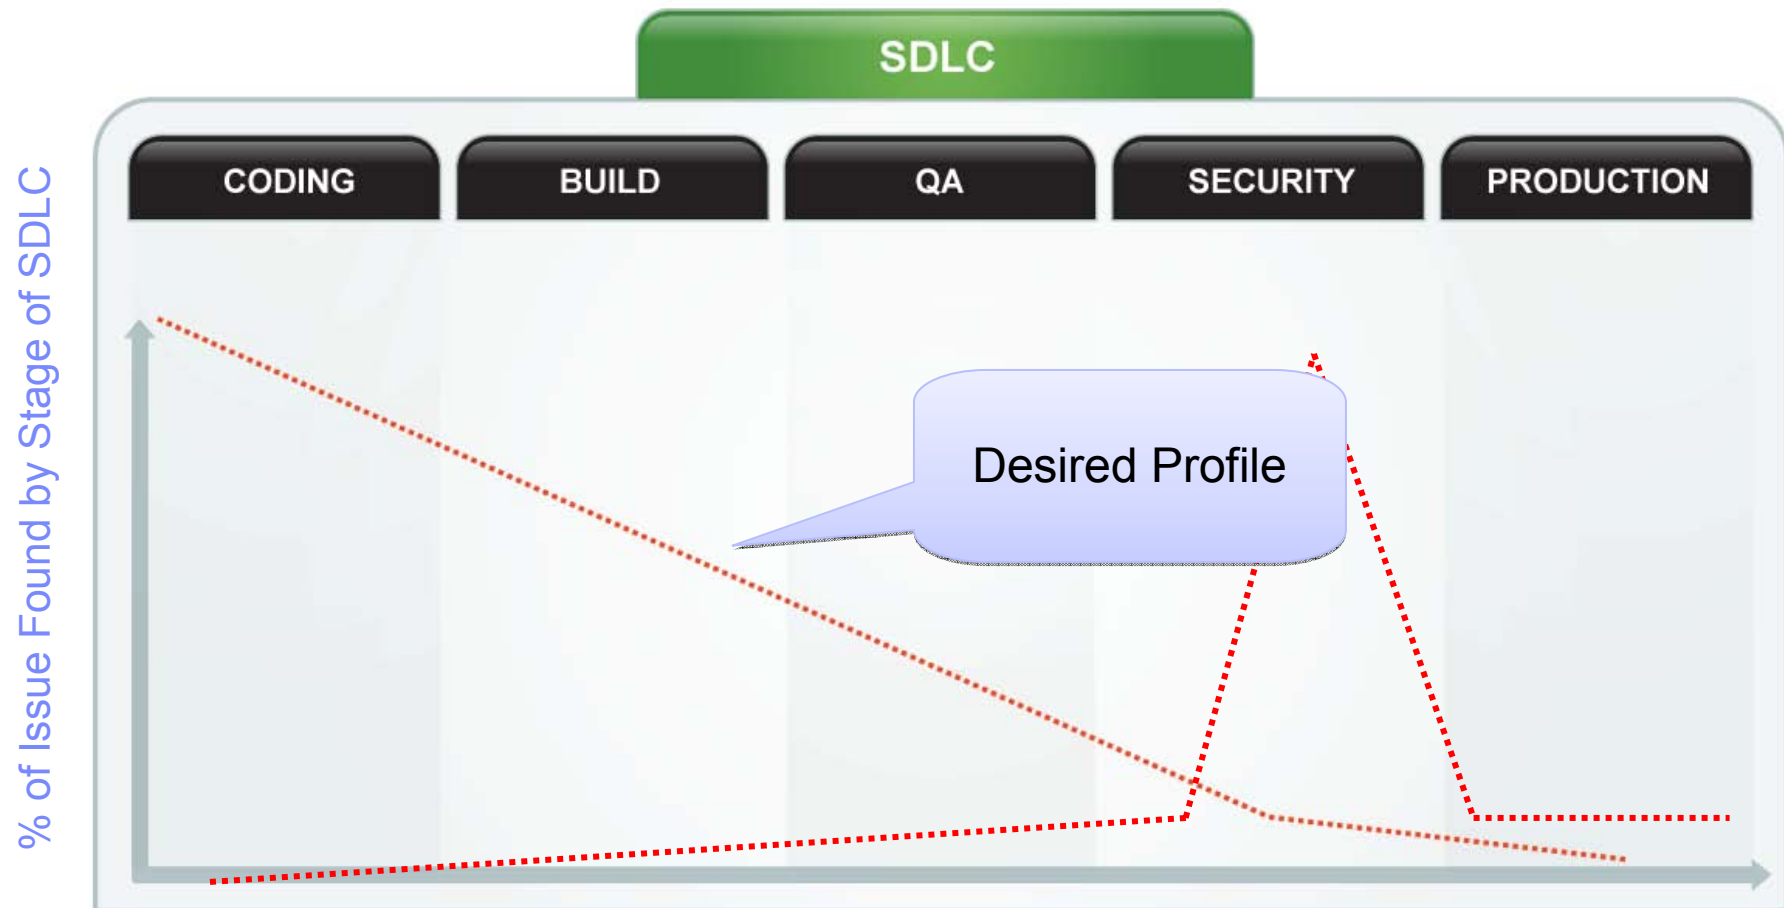 SDLC
CODING
BUILD
QA
SECURITY
PRODUCTION
% of Issue Found by Stage of SDLC
Desired Profile